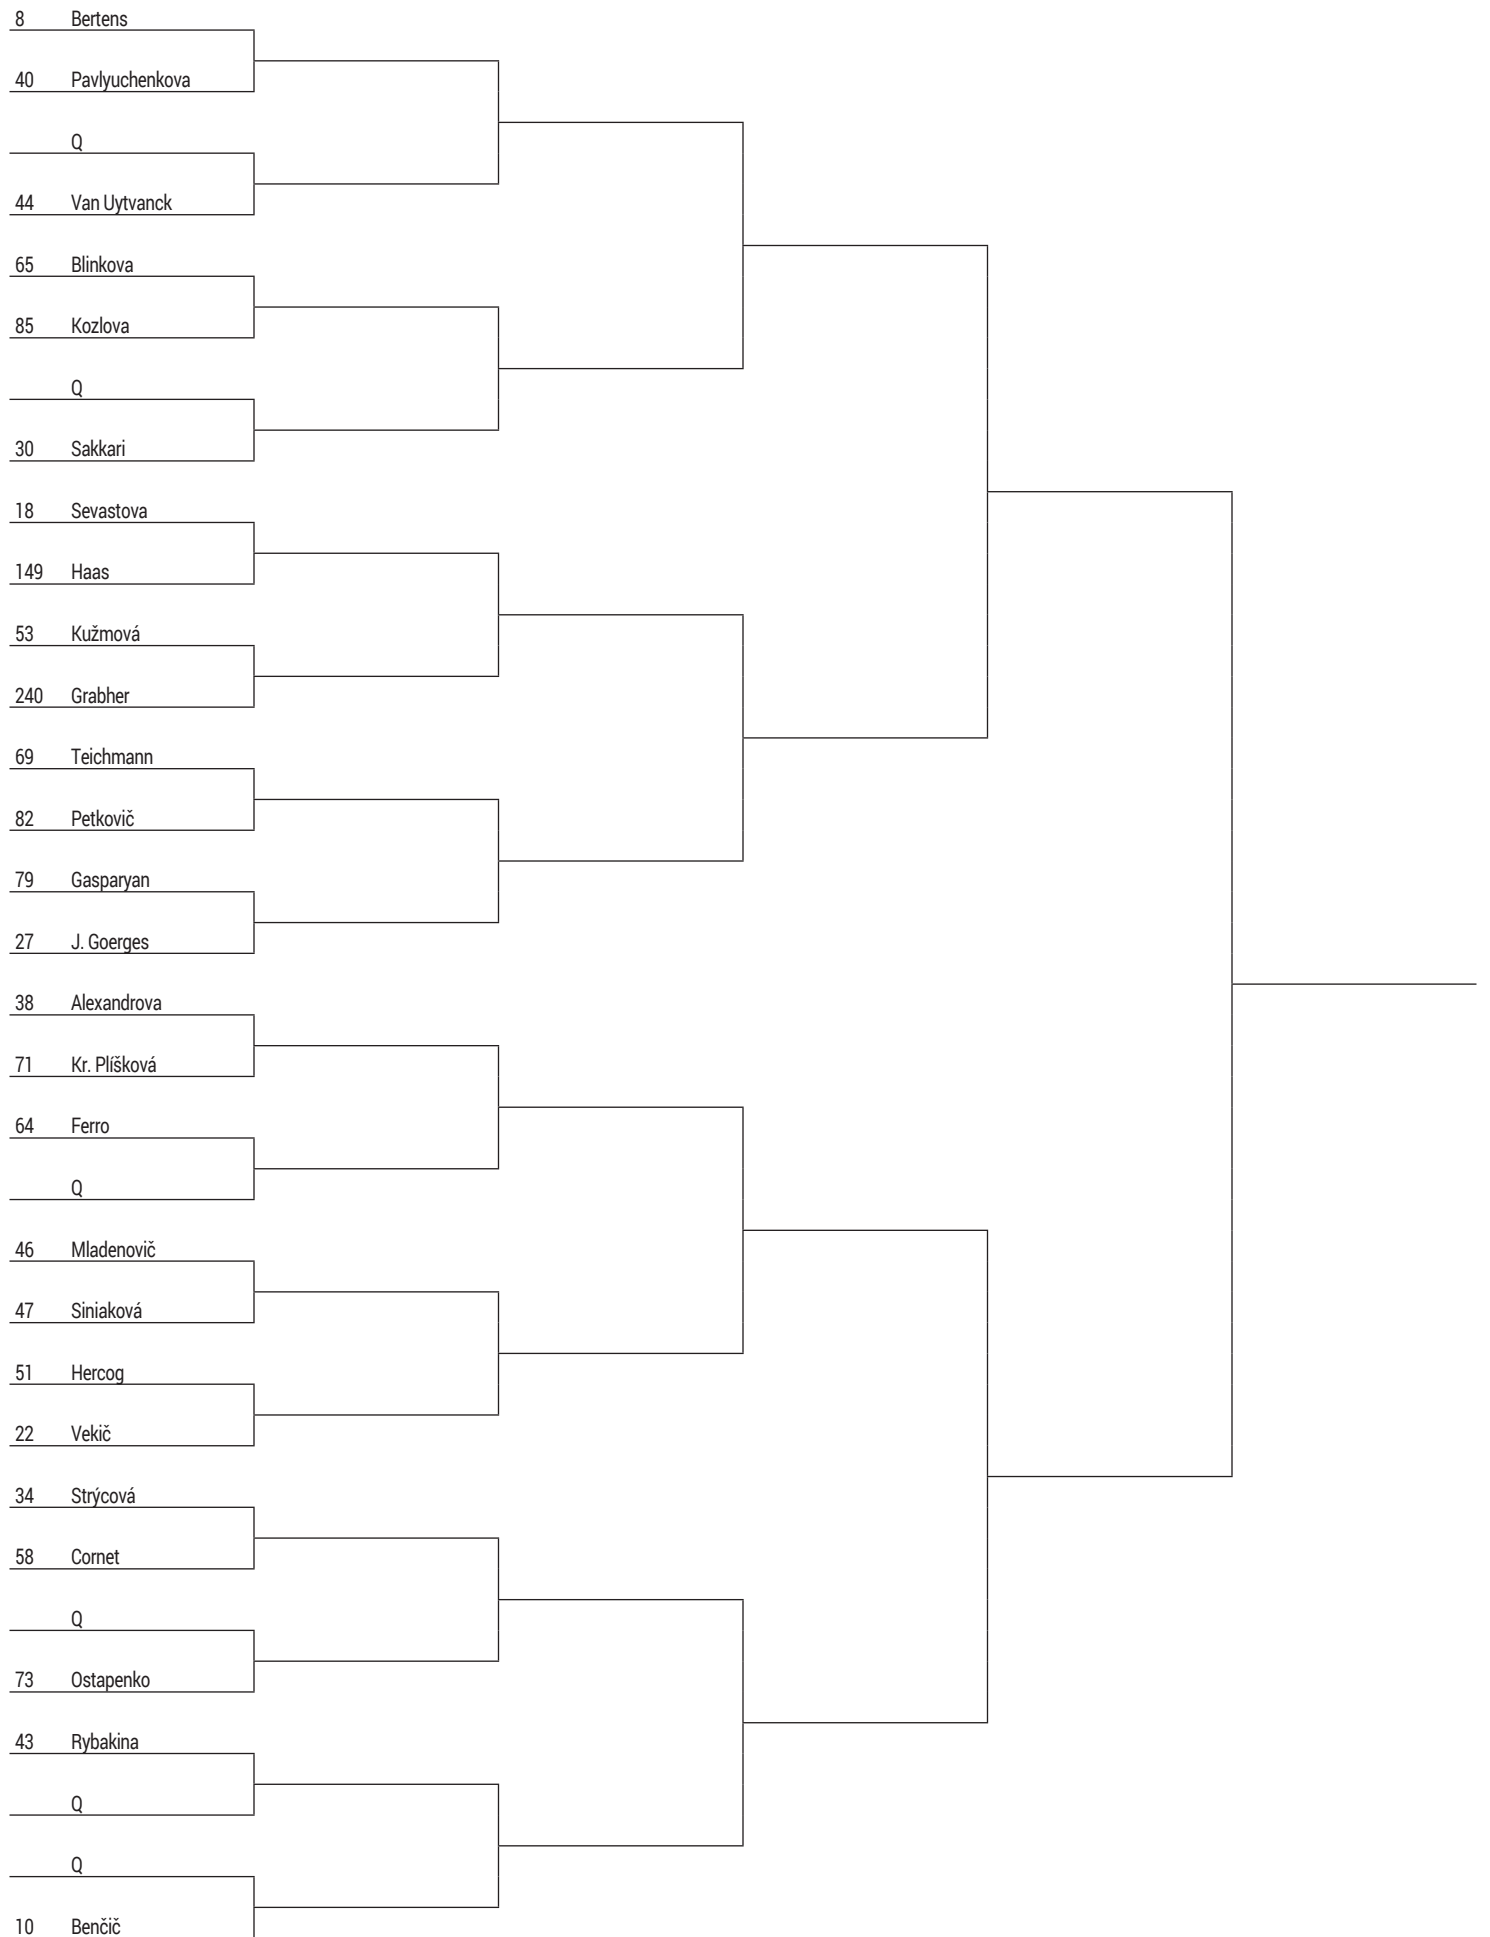 8 Bertens
40 Pavlyuchenkova
Q
44 Van Uytvanck
65 Blinkova
85 Kozlova
Q
30 Sakkari
18 Sevastova
149 Haas
53 Kužmová
240 Grabher
69 Teichmann
82 Petkovič
79 Gasparyan
27 J. Goerges
38 Alexandrova
71 Kr. Plíšková
64 Ferro
Q
46 Mladenovič
47 Siniaková
51 Hercog
22 Vekič
34 Strýcová
58 Cornet
Q
73 Ostapenko
43 Rybakina
Q
Q
10 Benčič